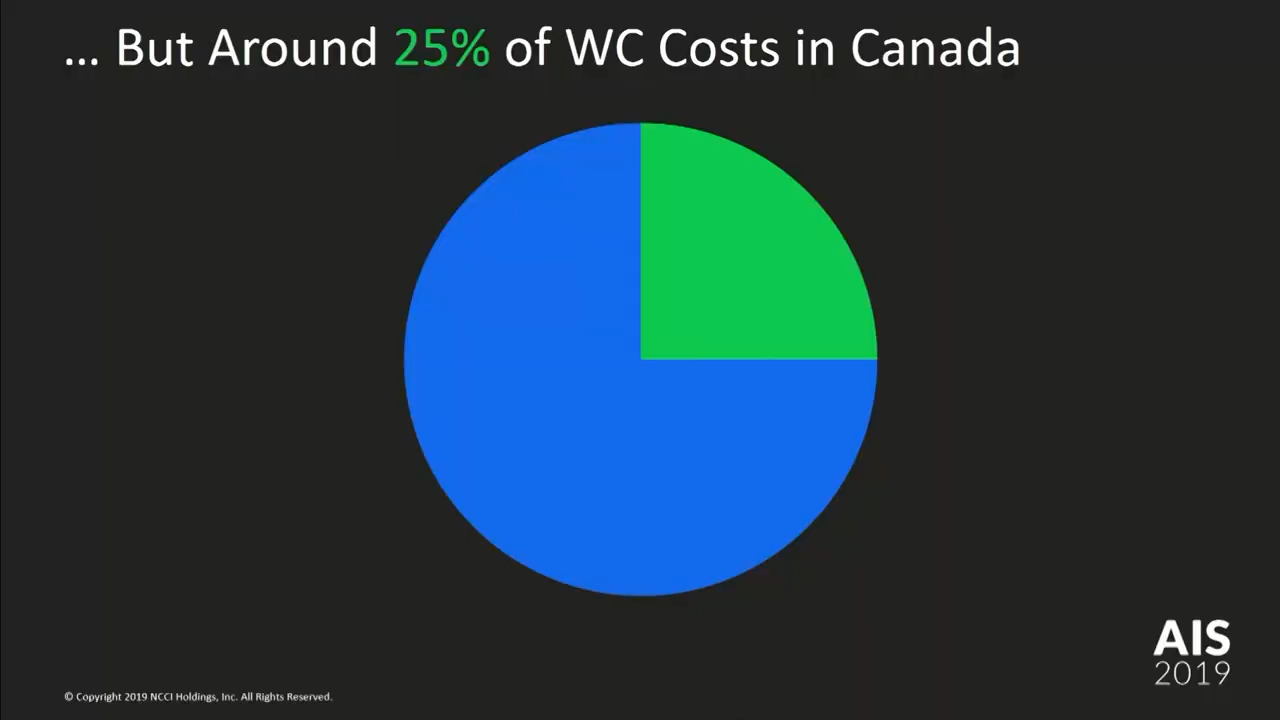 ... But Around 25% of WC Costs in Canada
AIS
2019
© Copyright 2019 NCCI Holdings, Inc. All Rights Reserved.